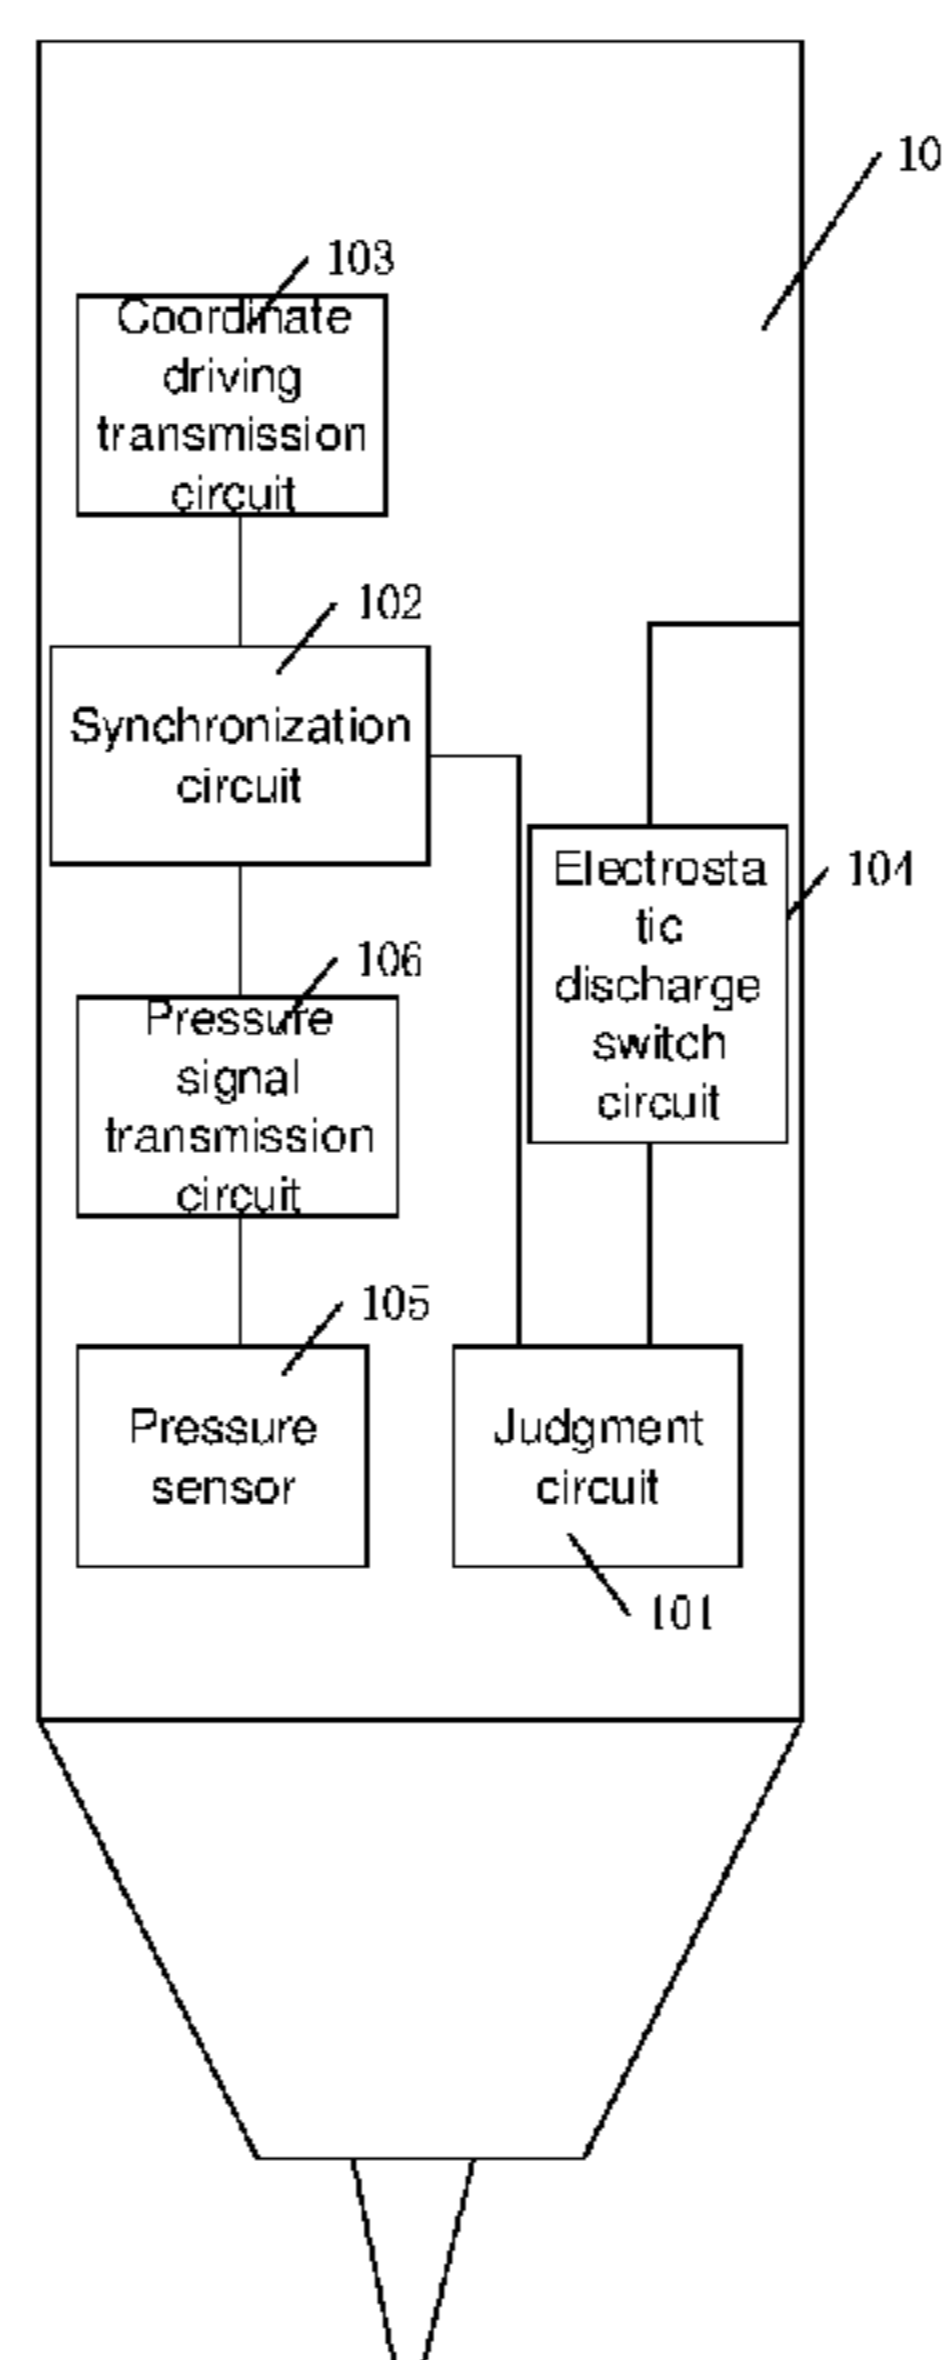 10
103
Coordinate
driving
transmission
circuit
102
Synchronization
circuit
104
Electrosta
tic
discharge
switch
circuit
106
Pressure
signal
transmission
circuit
105
Pressure
sensor
Judgment
circuit
101